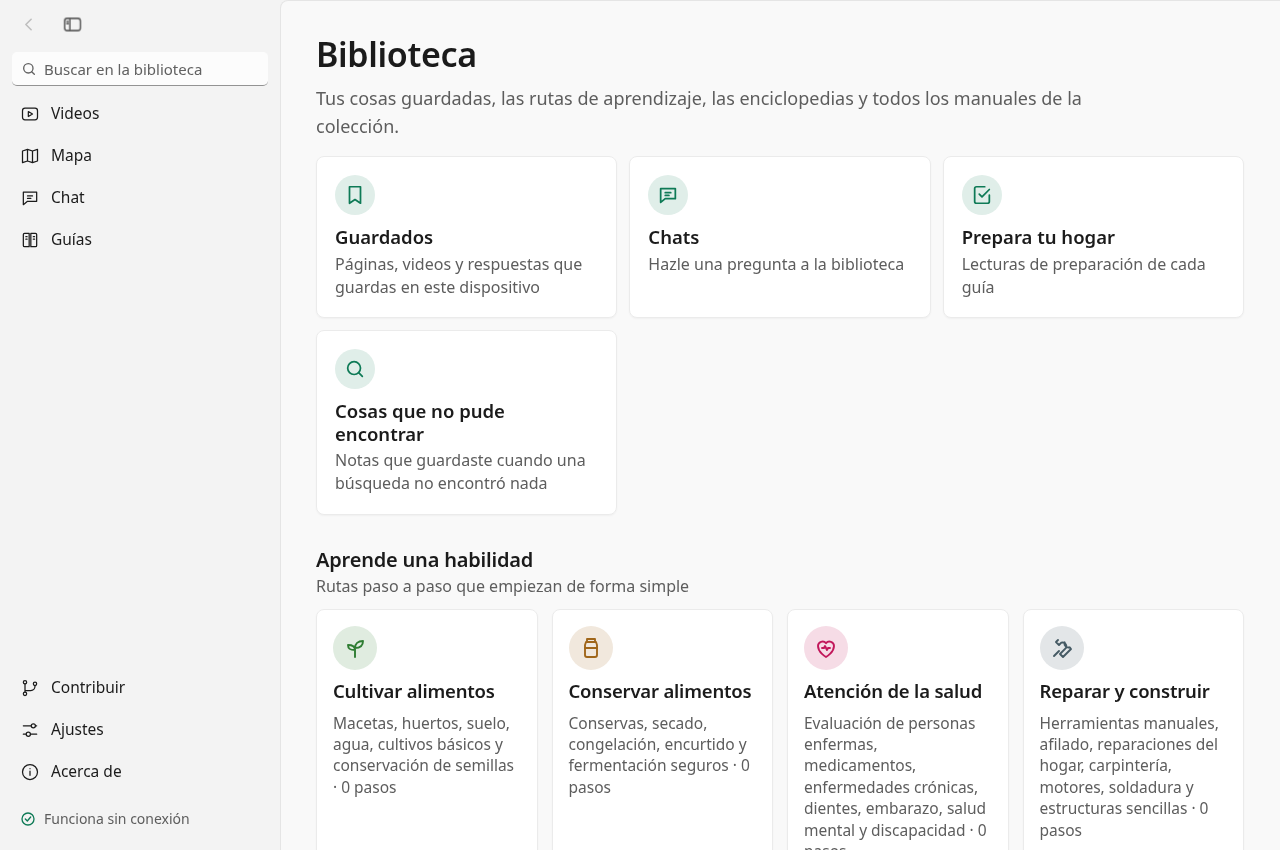 Buscar en la biblioteca
Videos
Mapa
Chat
Guías
Contribuir
Ajustes
Acerca de
Funciona sin conexión
Biblioteca
Tus cosas guardadas, las rutas de aprendizaje, las enciclopedias y todos los manuales de la
colección.
Guardados
Páginas, videos y respuestas que
guardas en este dispositivo
Chats
Hazle una pregunta a la biblioteca
Prepara tu hogar
Lecturas de preparación de cada
guía
Cosas que no pude
encontrar
Notas que guardaste cuando una
búsqueda no encontró nada
Aprende una habilidad
Rutas paso a paso que empiezan de forma simple
Cultivar alimentos
Macetas, huertos, suelo,
agua, cultivos básicos y
conservación de semillas
· 0 pasos
Conservar alimentos
Conservas, secado,
congelación, encurtido y
fermentación seguros · 0
pasos
Atención de la salud
Evaluación de personas
enfermas,
medicamentos,
enfermedades crónicas,
dientes, embarazo, salud
mental y discapacidad · 0
pasos
Reparar y construir
Herramientas manuales,
afilado, reparaciones del
hogar, carpintería,
motores, soldadura y
estructuras sencillas · 0
pasos